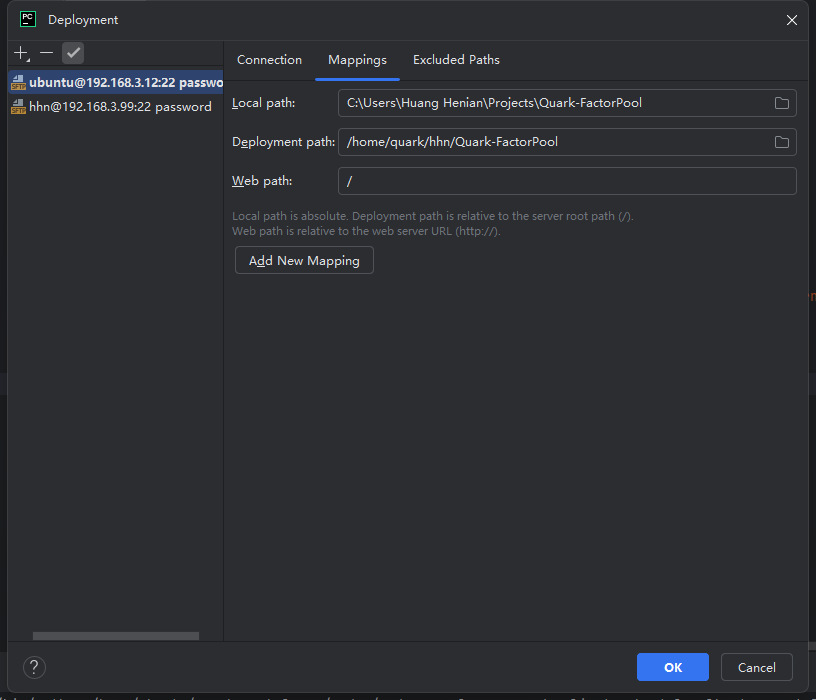 PC
Deployment
ubuntu@192.168.3.12:22 passwo
hhn@192.168.3.99:22 password
Connection
Mappings
Excluded Paths
Local path:
C:\Users\Huang Henian\Projects\Quark-FactorPool
Deployment path:
/home/quark/hhn/Quark-FactorPool
Web path:
/
Local path is absolute. Deployment path is relative to the server root path (/).
Web path is relative to the web server URL (http://).
Add New Mapping
?
OK
Cancel